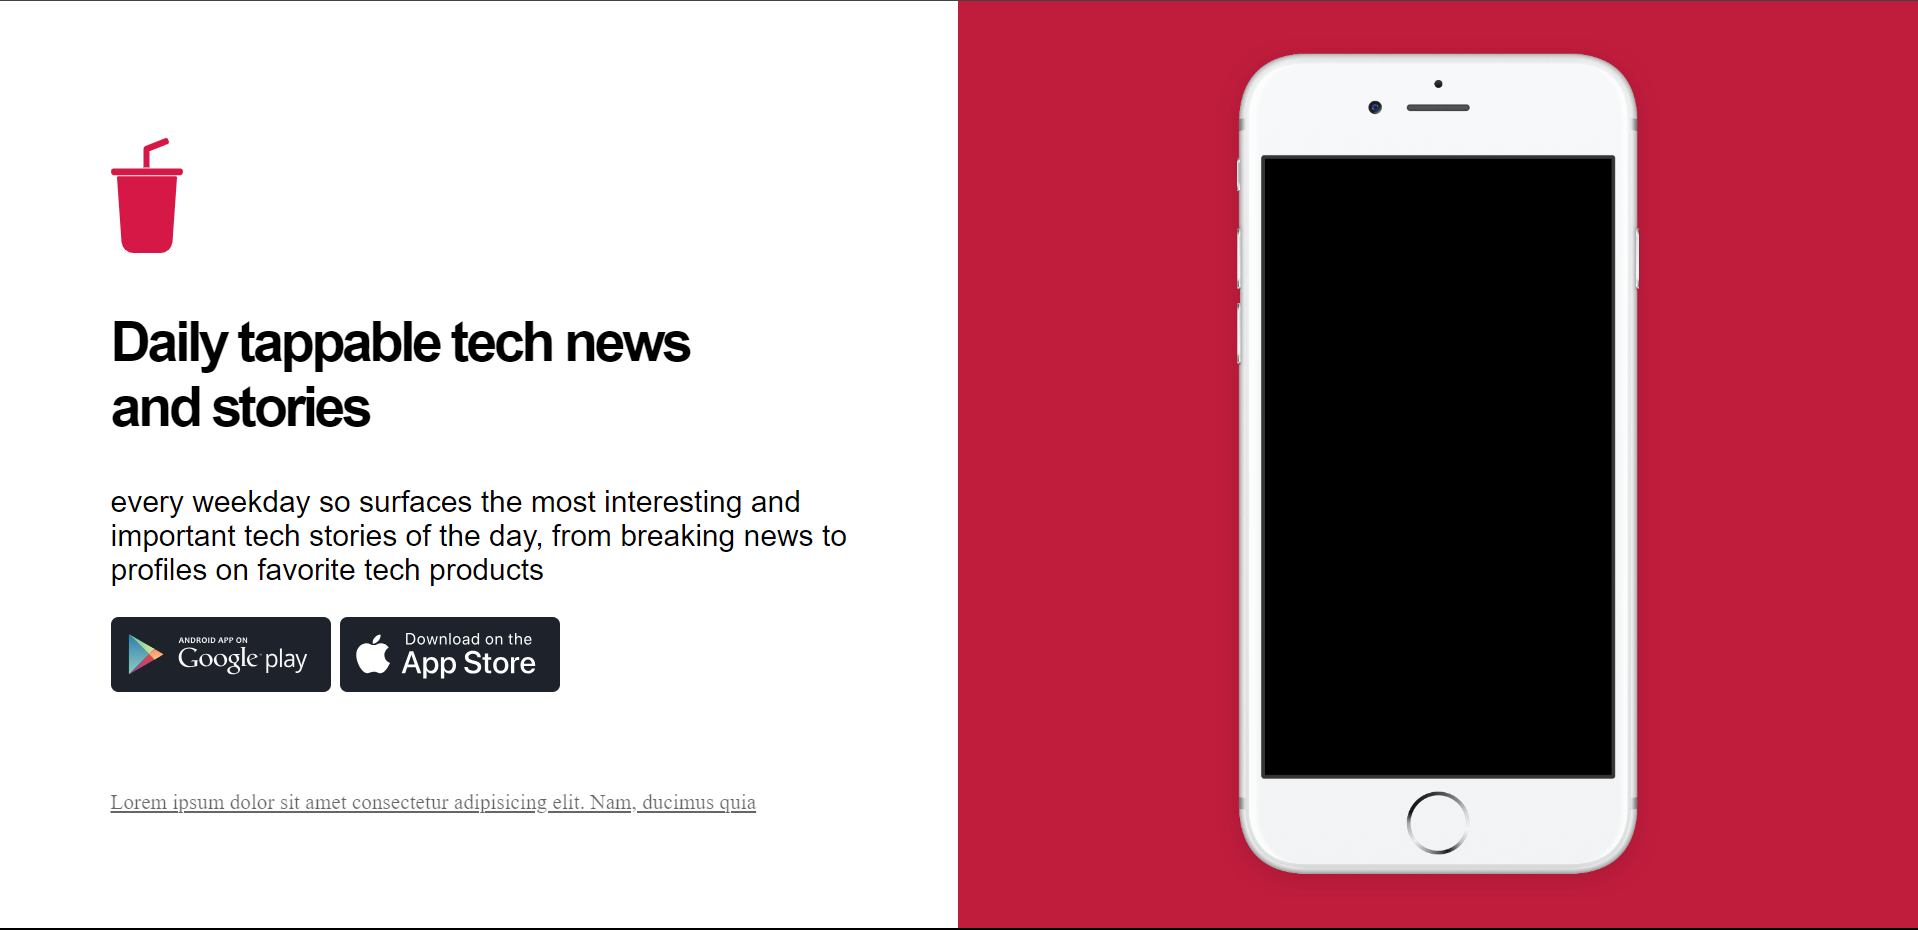 Daily tappable tech news
and stories
every weekday so surfaces the most interesting and
important tech stories of the day, from breaking news to
profiles on favorite tech products
ANDROID APP ON
Google play
Download on the
App Store
Lorem ipsum dolor sit amet consectetur adipisicing elit. Nam, ducimus quia